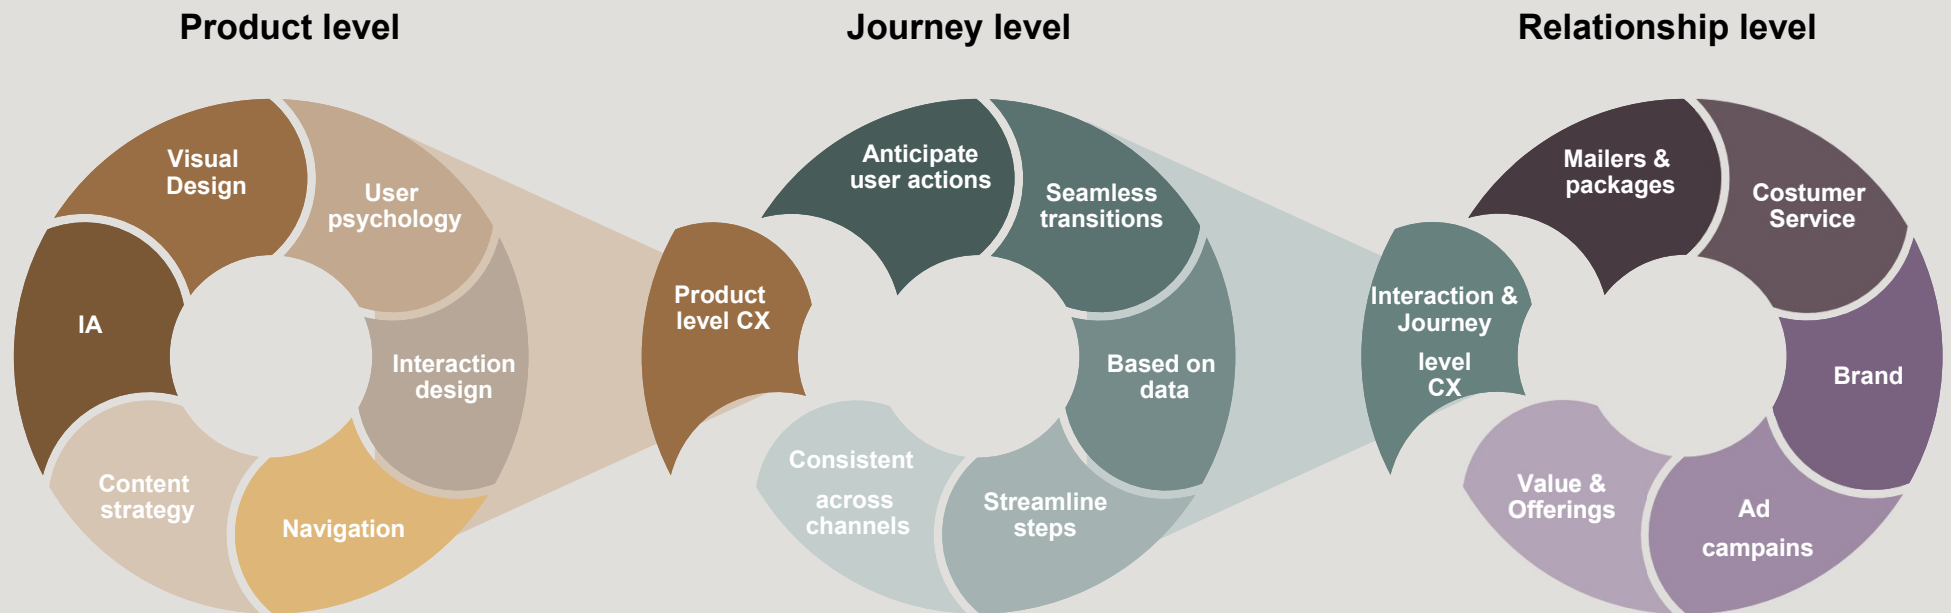 Product level
Visual
Design
User
psychology
IA
Interaction
design
Content
strategy
Navigation
Journey level
Anticipate
user actions
Seamless
transitions
Product
level CX
Based on
data
Consistent
across
channels
Streamline
steps
Relationship level
Mailers &
packages
Costumer
Service
Interaction &
Journey
level
CX
Brand
Value &
Offerings
Ad
campains